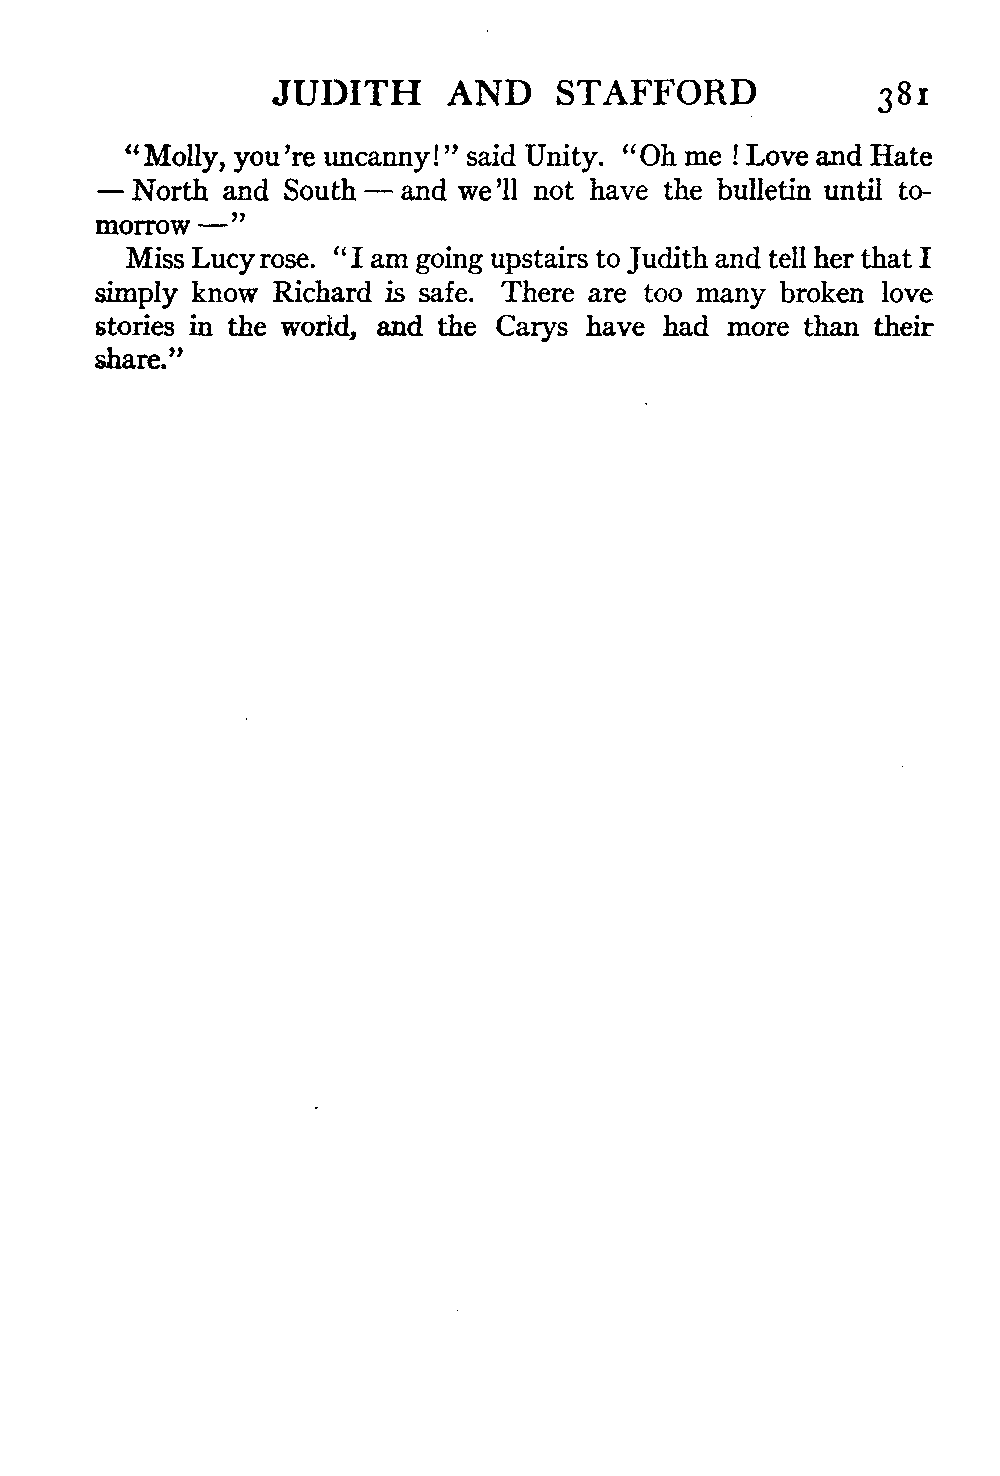 JUDITH AND STAFFORD 381
“Molly, you’re uncanny!” said Unity. “Oh me! Love and Hate
— North and South — and we’ll not have the bulletin until to-
morrow —”
Miss Lucy rose. “I am going upstairs to Judith and tell her that I
simply know Richard is safe. There are too many broken love
stories in the world, and the Carys have had more than their
share.”